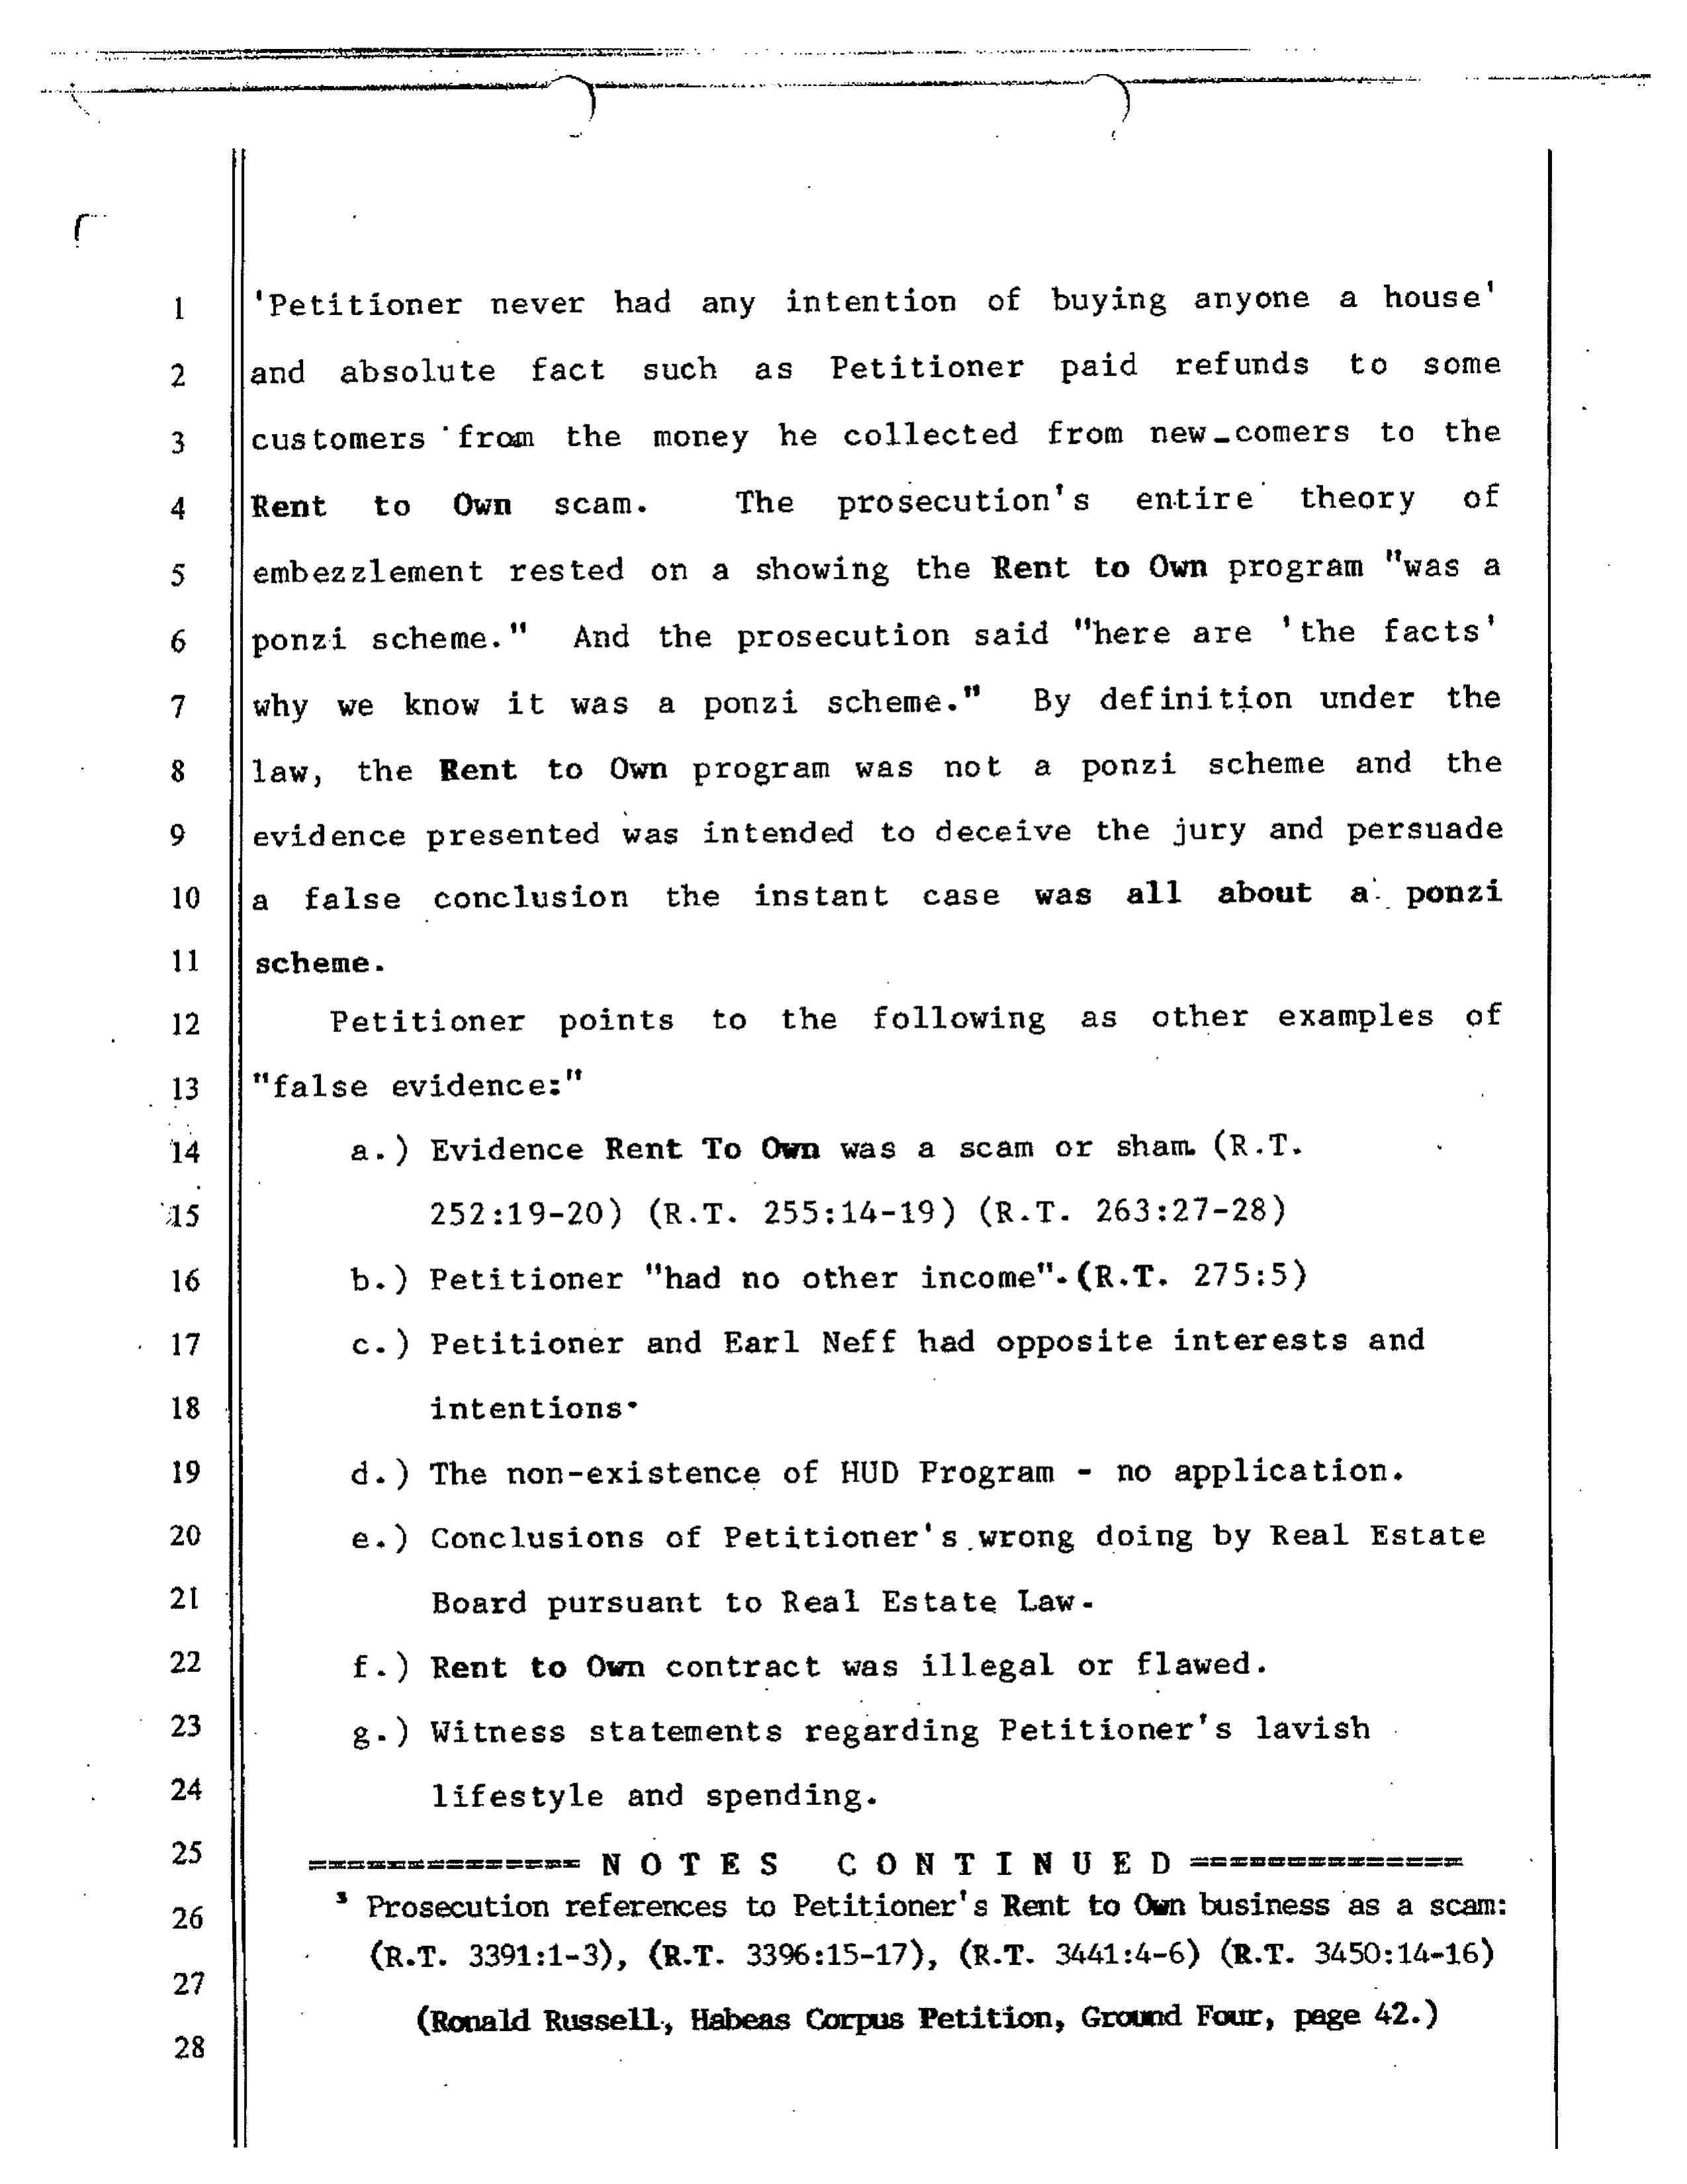 1 'Petitioner never had any intention of buying anyone a house'
2 and absolute fact such as Petitioner paid refunds to some
3 customers from the money he collected from new-comers to the
4 Rent to Own scam. The prosecution's entire theory of
5 embezzlement rested on a showing the Rent to Own program "was a
6 ponzi scheme." And the prosecution said "here are 'the facts'
7 why we know it was a ponzi scheme." By definition under the
8 law, the Rent to Own program was not a ponzi scheme and the
9 evidence presented was intended to deceive the jury and persuade
10 a false conclusion the instant case was all about a ponzi
11 scheme.
12 Petitioner points to the following as other examples of
13 "false evidence:"
14 a.) Evidence Rent To Own was a scam or sham. (R.T.
15 252:19-20) (R.T. 255:14-19) (R.T. 263:27-28)
16 b.) Petitioner "had no other income". (R.T. 275:5)
17 c.) Petitioner and Earl Neff had opposite interests and
18 intentions.
19 d.) The non-existence of HUD Program - no application.
20 e.) Conclusions of Petitioner's wrong doing by Real Estate
21 Board pursuant to Real Estate Law.
22 f.) Rent to Own contract was illegal or flawed.
23 g.) Witness statements regarding Petitioner's lavish
24 lifestyle and spending.
25 ============== N O T E S C O N T I N U E D ==============
26 ³ Prosecution references to Petitioner's Rent to Own business as a scam:
(R.T. 3391:1-3), (R.T. 3396:15-17), (R.T. 3441:4-6) (R.T. 3450:14-16)
27
(Ronald Russell, Habeas Corpus Petition, Ground Four, page 42.)
28